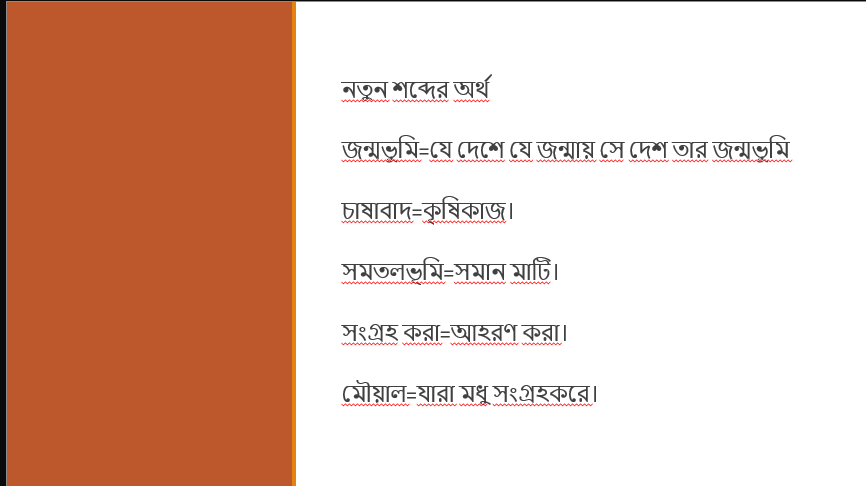 নতুন শব্দের অর্থ
জন্মভুমি=যে দেশে যে জন্মায় সে দেশ তার জন্মভুমি
চাষাবাদ=কৃষিকাজ।
সমতলভূমি=সমান মাটি।
সংগ্রহ করা=আহরণ করা।
মৌয়াল=যারা মধু সংগ্রহকরে।